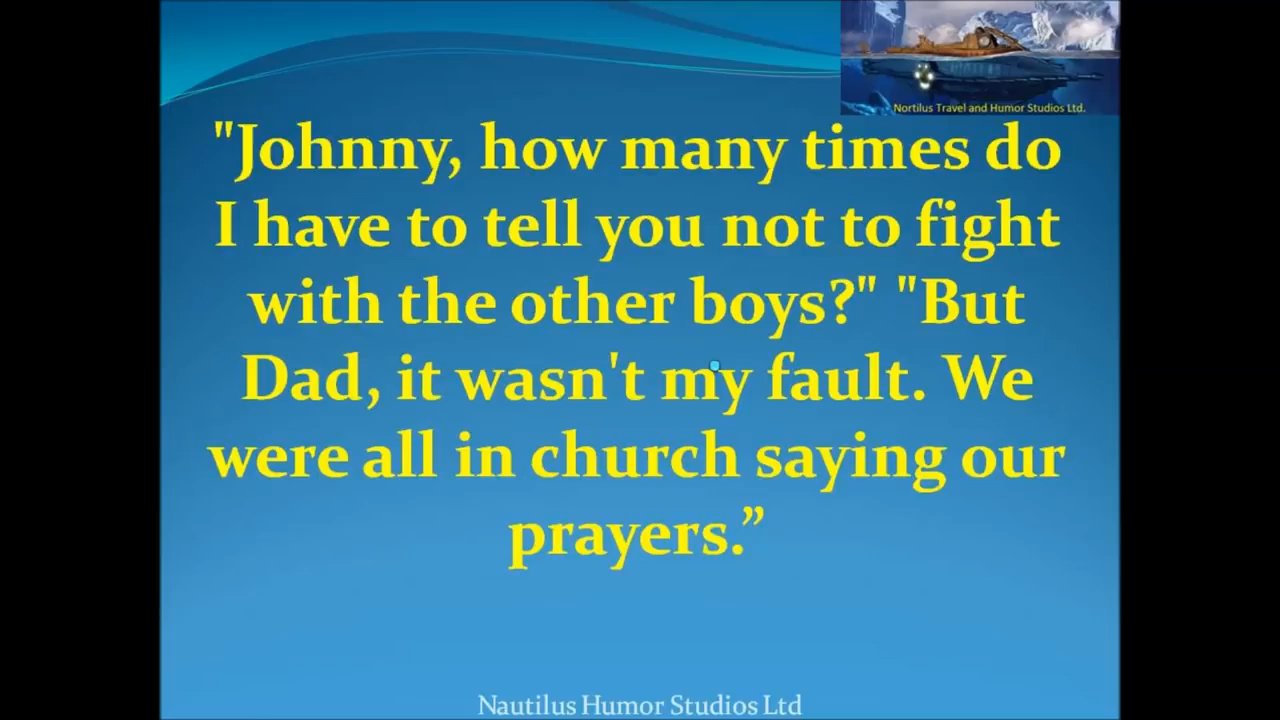 Nortilus Travel and Humor Studios Ltd.
"Johnny, how many times do
I have to tell you not to fight
with the other boys?" "But
Dad, it wasn't my fault. We
were all in church saying our
prayers.”
Nautilus Humor Studios Ltd